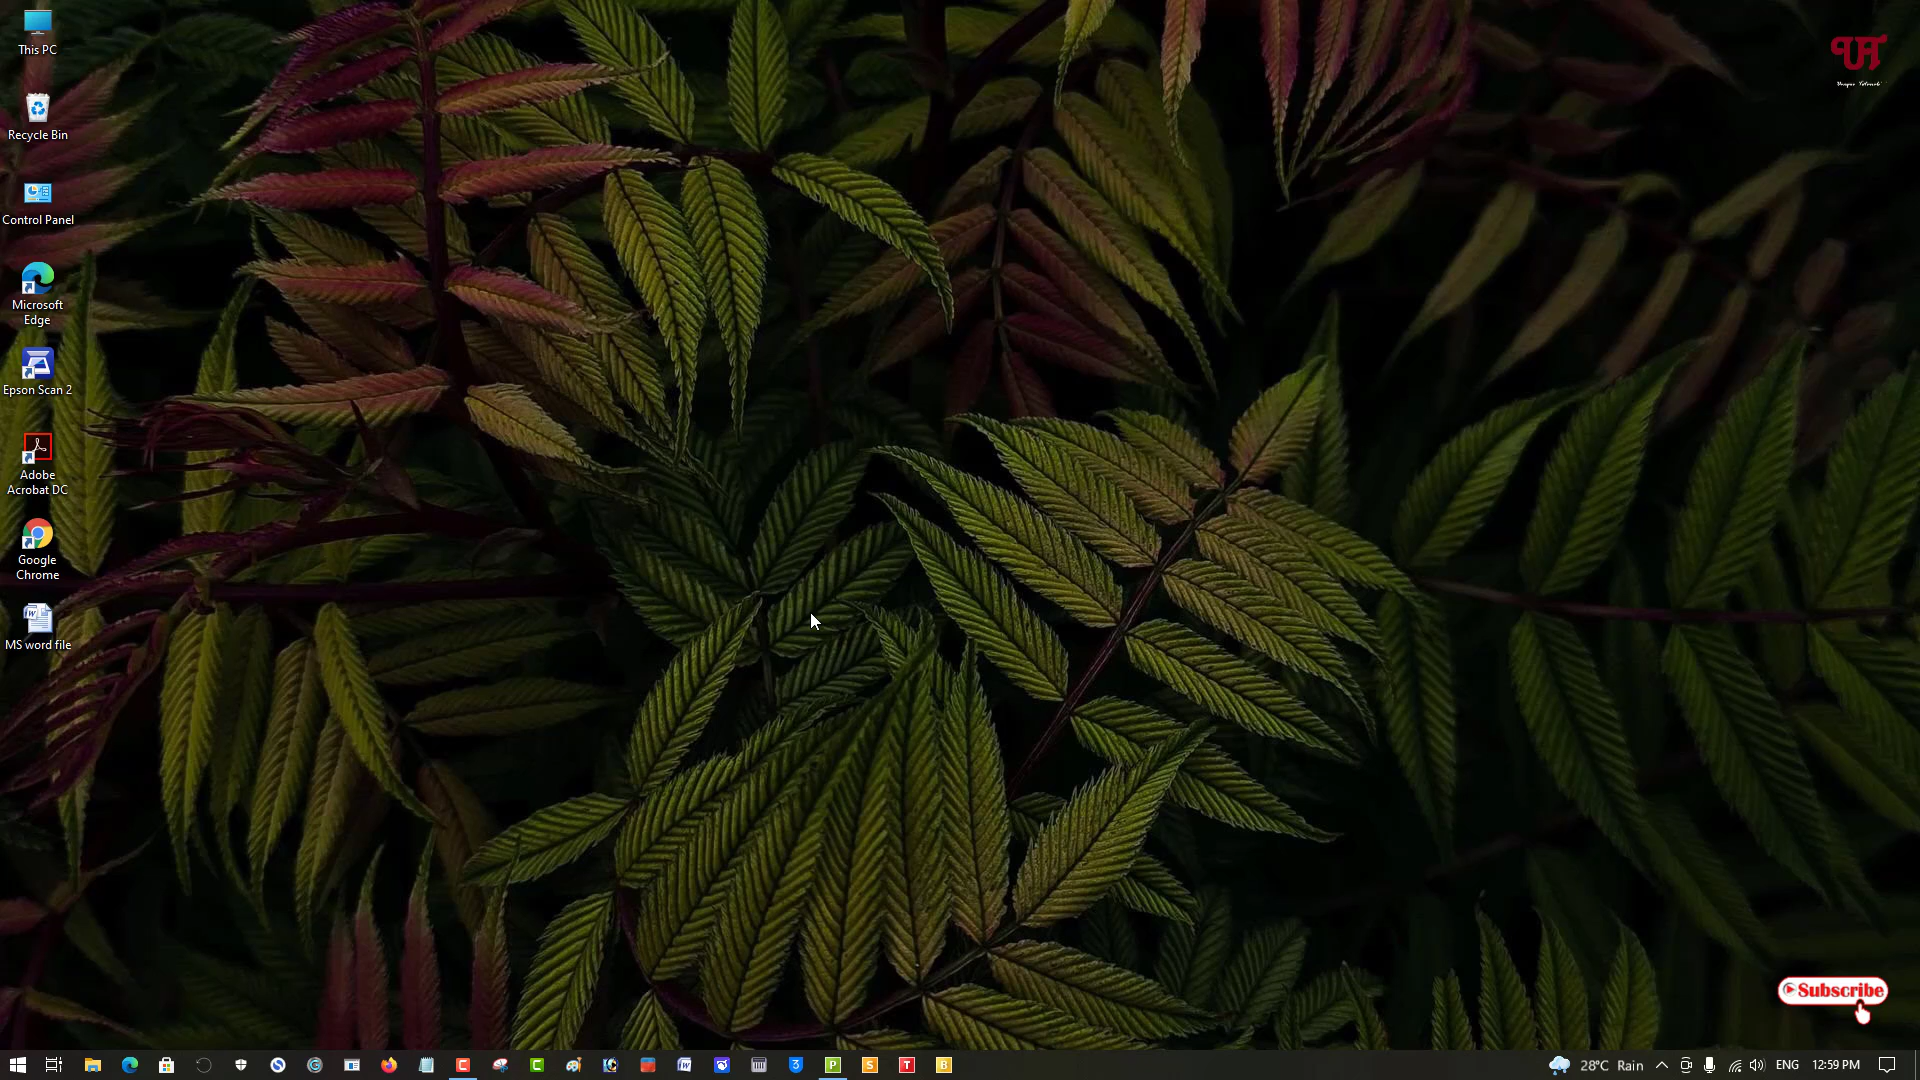 This PC
Recycle Bin
Control Panel
Microsoft
Edge
Epson Scan 2
Adobe
Acrobat DC
Google
Chrome
MS word file
UT
Subscribe
28°C Rain
ENG
12:59 PM